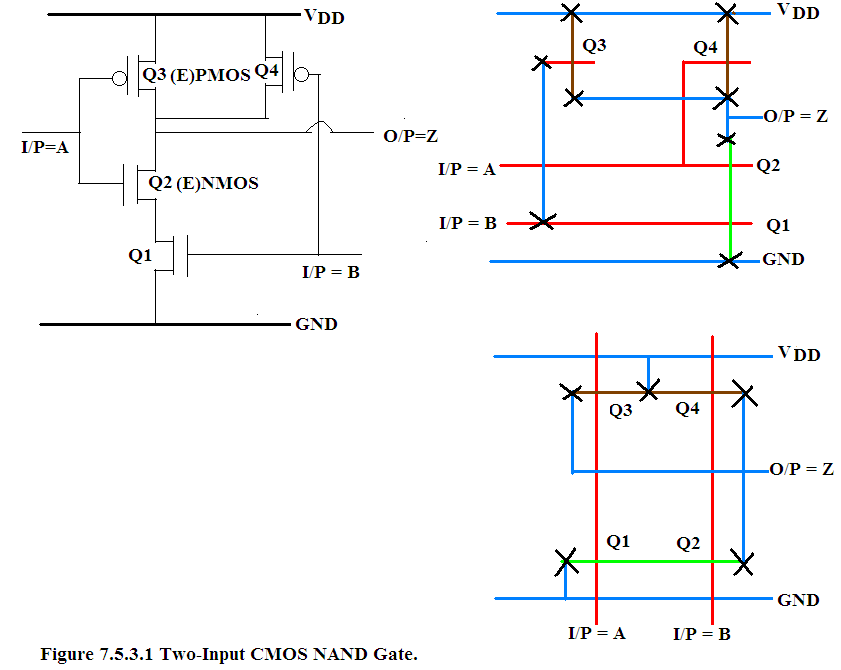 VDD
Q3 (E)PMOS Q4
I/P=A
O/P=Z
Q2 (E)NMOS
Q1
I/P = B
GND
VDD
Q3
Q4
O/P = Z
I/P = A
Q2
I/P = B
Q1
GND
VDD
Q3
Q4
O/P = Z
Q1
Q2
GND
I/P = A
I/P = B
Figure 7.5.3.1 Two-Input CMOS NAND Gate.